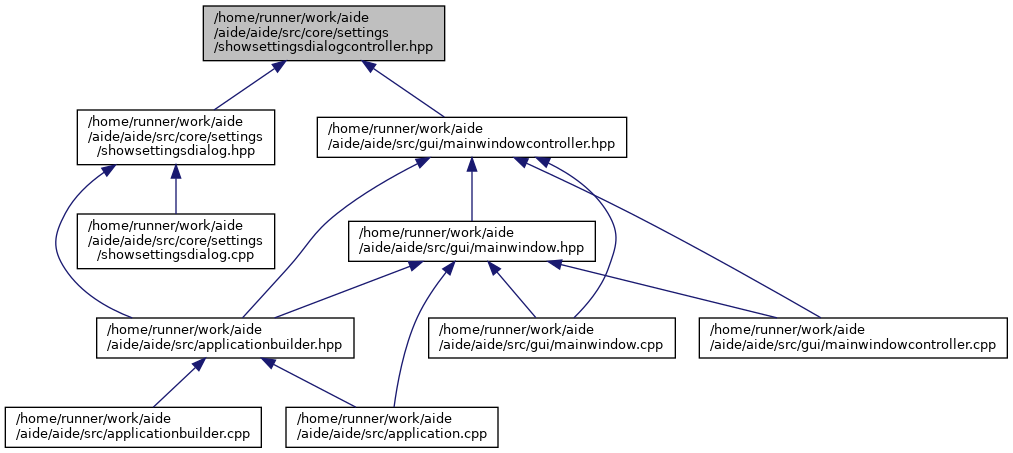 /home/runner/work/aide
/aide/aide/src/core/settings
/showsettingsdialogcontroller.hpp
/home/runner/work/aide
/aide/aide/src/core/settings
/showsettingsdialog.hpp
/home/runner/work/aide
/aide/aide/src/gui/mainwindowcontroller.hpp
/home/runner/work/aide
/aide/aide/src/core/settings
/showsettingsdialog.cpp
/home/runner/work/aide
/aide/aide/src/gui/mainwindow.hpp
/home/runner/work/aide
/aide/aide/src/applicationbuilder.hpp
/home/runner/work/aide
/aide/aide/src/gui/mainwindow.cpp
/home/runner/work/aide
/aide/aide/src/gui/mainwindowcontroller.cpp
/home/runner/work/aide
/aide/aide/src/applicationbuilder.cpp
/home/runner/work/aide
/aide/aide/src/application.cpp